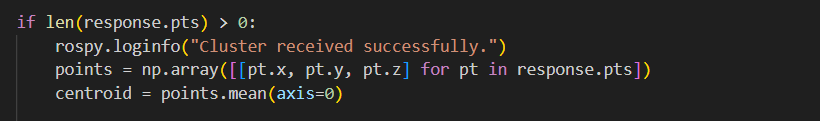 if len(response.pts) > 0:
    rospy.loginfo("Cluster received successfully.")
    points = np.array([[pt.x, pt.y, pt.z] for pt in response.pts])
    centroid = points.mean(axis=0)